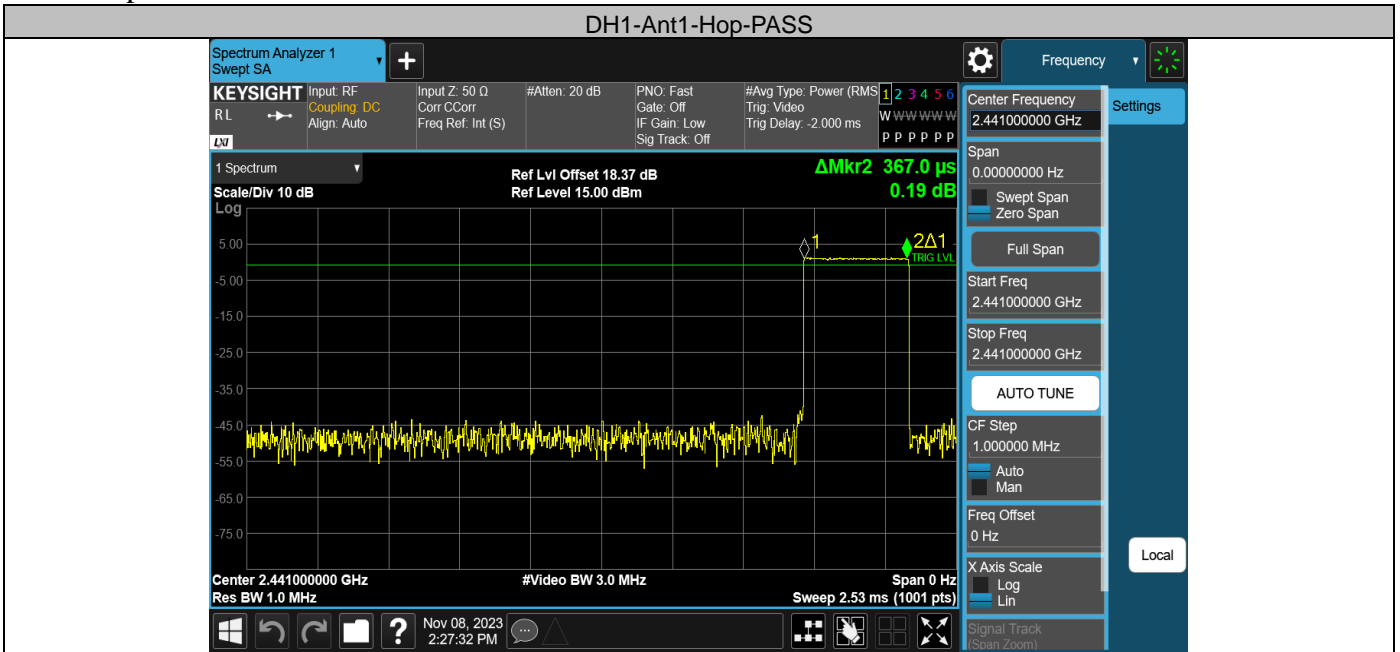 DH1-Ant1-Hop-PASS
Spectrum Analyzer 1
Swept SA
Frequency
KEYSIGHT
RL
LXI
Input: RF
Coupling: DC
Align: Auto
Input Z: 50 Ω
Corr CCorr
Freq Ref: Int (S)
#Atten: 20 dB
PNO: Fast
Gate: Off
IF Gain: Low
Sig Track: Off
#Avg Type: Power (RMS
Trig: Video
Trig Delay: -2.000 ms
1 2 3 4 5 6
W W W W W W
P P P P P P
1 Spectrum
Scale/Div 10 dB
Log
Ref Lvl Offset 18.37 dB
Ref Level 15.00 dBm
ΔMkr2 367.0 µs
0.19 dB
1
2Δ1
TRIG LVL
5.00
-5.00
-15.0
-25.0
-35.0
-45.0
-55.0
-65.0
-75.0
Center 2.441000000 GHz
Res BW 1.0 MHz
#Video BW 3.0 MHz
Span 0 Hz
Sweep 2.53 ms (1001 pts)
Center Frequency
2.441000000 GHz
Settings
Span
0.00000000 Hz
Swept Span
Zero Span
Full Span
Start Freq
2.441000000 GHz
Stop Freq
2.441000000 GHz
AUTO TUNE
CF Step
1.000000 MHz
Auto
Man
Freq Offset
0 Hz
X Axis Scale
Log
Lin
Local
Signal Track
(Span Zoom)
?
Nov 08, 2023
2:27:32 PM